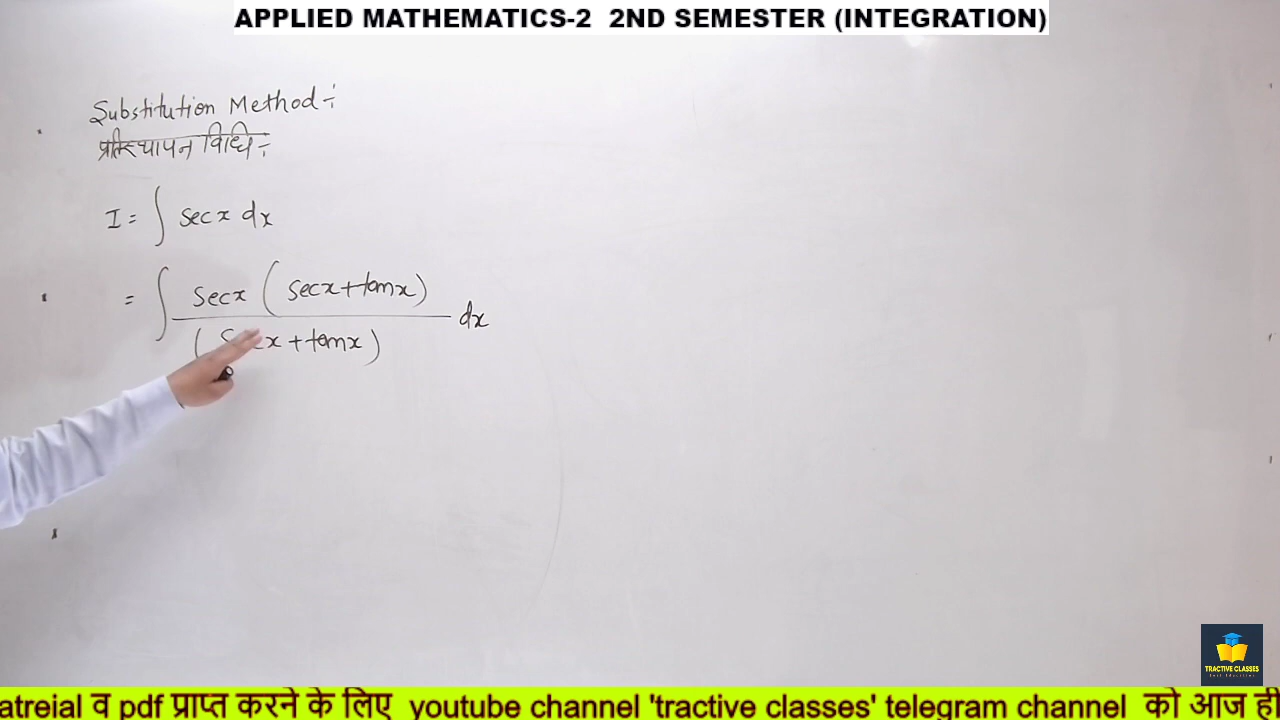 APPLIED MATHEMATICS-2 2ND SEMESTER (INTEGRATION)
Substitution Method :-
प्रतिस्थापन विधि :-
I = ∫ sec x dx
= ∫ sec x ( sec x + tan x )
dx
( sec x + tan x )
TRACTIVE CLASSES
atreial व pdf प्राप्त करने के लिए youtube channel 'tractive classes' telegram channel को आज ही